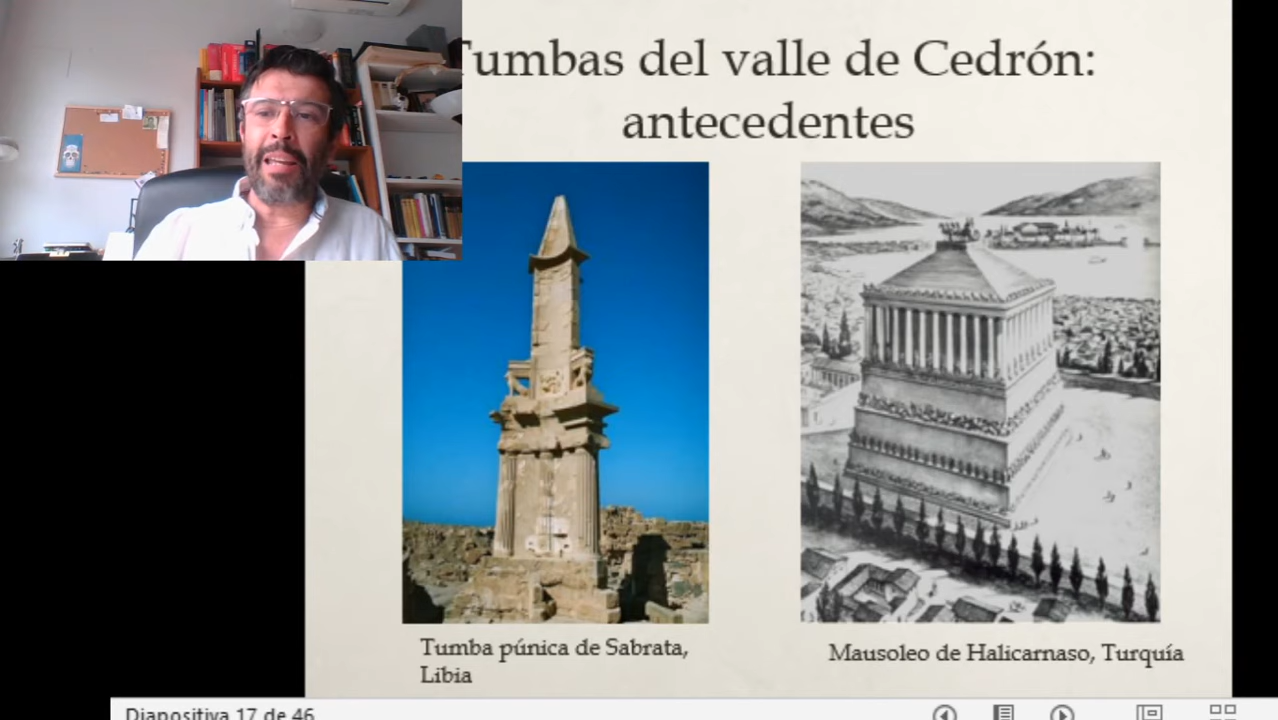 Tumbas del valle de Cedrón:
antecedentes
Tumba púnica de Sabrata,
Libia
Mausoleo de Halicarnaso, Turquía
Diapositiva 17 de 46